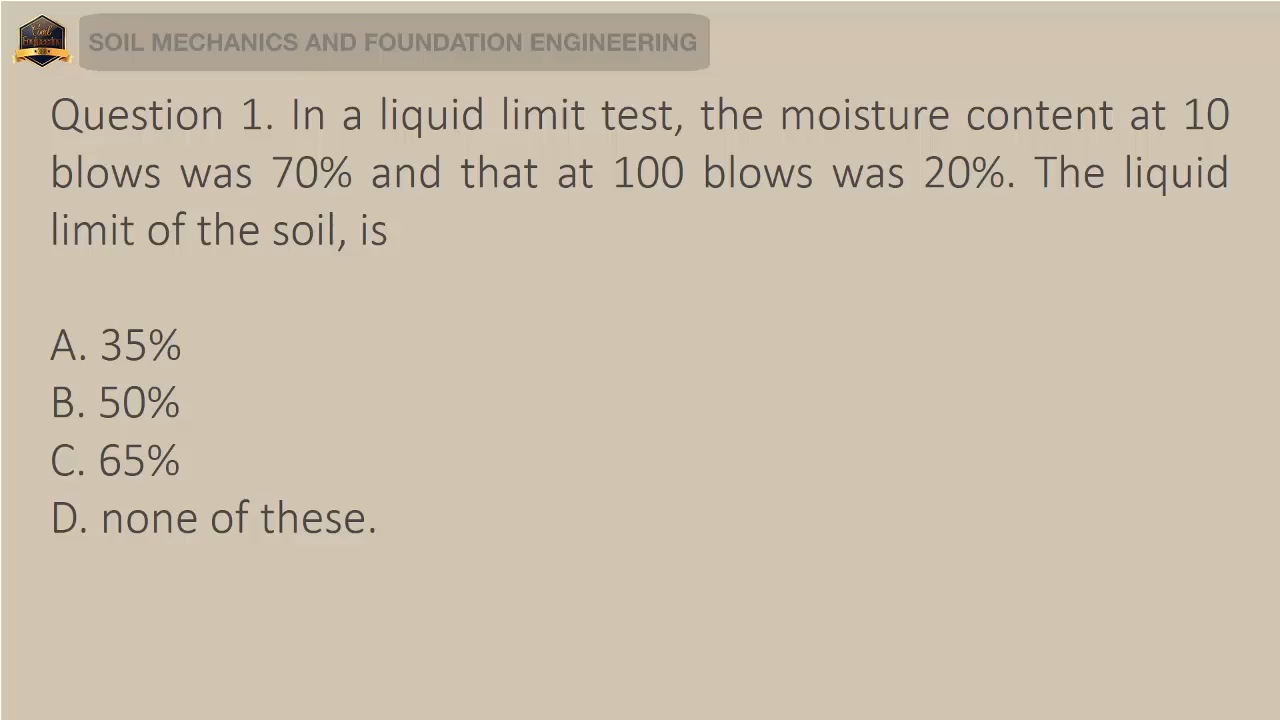 Civil
Engineering
SOIL MECHANICS AND FOUNDATION ENGINEERING
Question 1. In a liquid limit test, the moisture content at 10
blows was 70% and that at 100 blows was 20%. The liquid
limit of the soil, is
A. 35%
B. 50%
C. 65%
D. none of these.